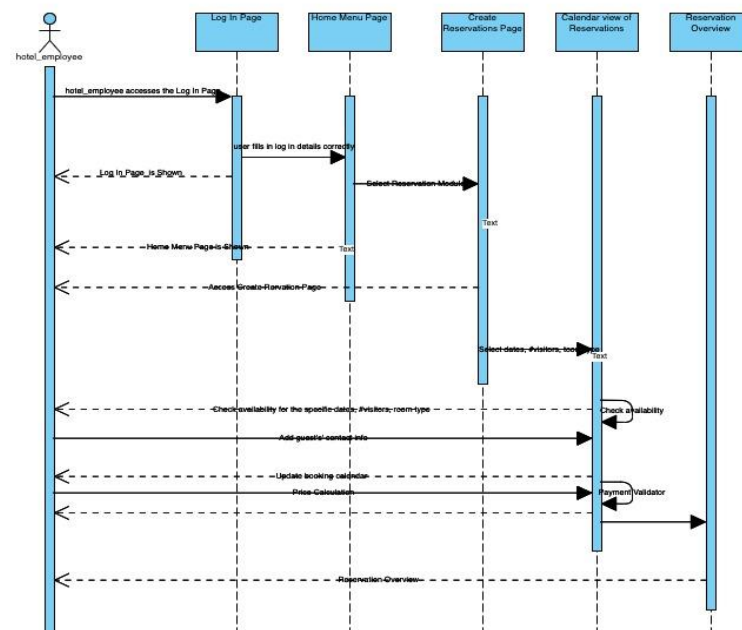 Log In Page
Home Menu Page
Create
Reservations Page
Calendar view of
Reservations
Reservation
Overview
hotel_employee
hotel_employee accesses the Log In Page
user fills in log in details correctly
Log In Page is Shown
Select Reservation Module
Text
Home Menu Page is Shown
Text
Access Create Rervation Page
Select dates, #visitors, room type
Text
Check availability for the specific dates, #visitors, room type
Check availability
Add guest's' contact info
Update booking calendar
Price Calculation
Payment Validator
Reservation Overview